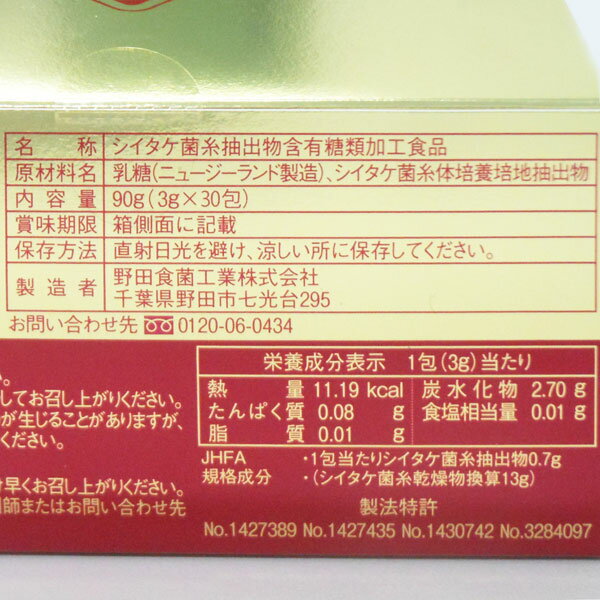 名称 シイタケ菌糸抽出物含有糖類加工食品
原材料名 乳糖(ニュージーランド製造)、シイタケ菌糸体培養培地抽出物
内容量 90g(3g×30包)
賞味期限 箱側面に記載
保存方法 直射日光を避け、涼しい所に保存してください。
製造者 野田食菌工業株式会社
千葉県野田市七光台295
お問い合わせ先 0120-06-0434
い。
してお召し上がりください。
が生じることがありますが、
ください。
け早くお召し上がりください。
剤師またはお問い合わせ先
栄養成分表示 1包(3g)当たり
熱量 11.19 kcal 炭水化物 2.70 g
たんぱく質 0.08 g 食塩相当量 0.01 g
脂質 0.01 g
JHFA ・1包当たりシイタケ菌糸抽出物0.7g
規格成分 ・(シイタケ菌糸乾燥物換算13g)
製法特許
No.1427389 No.1427435 No.1430742 No.3284097